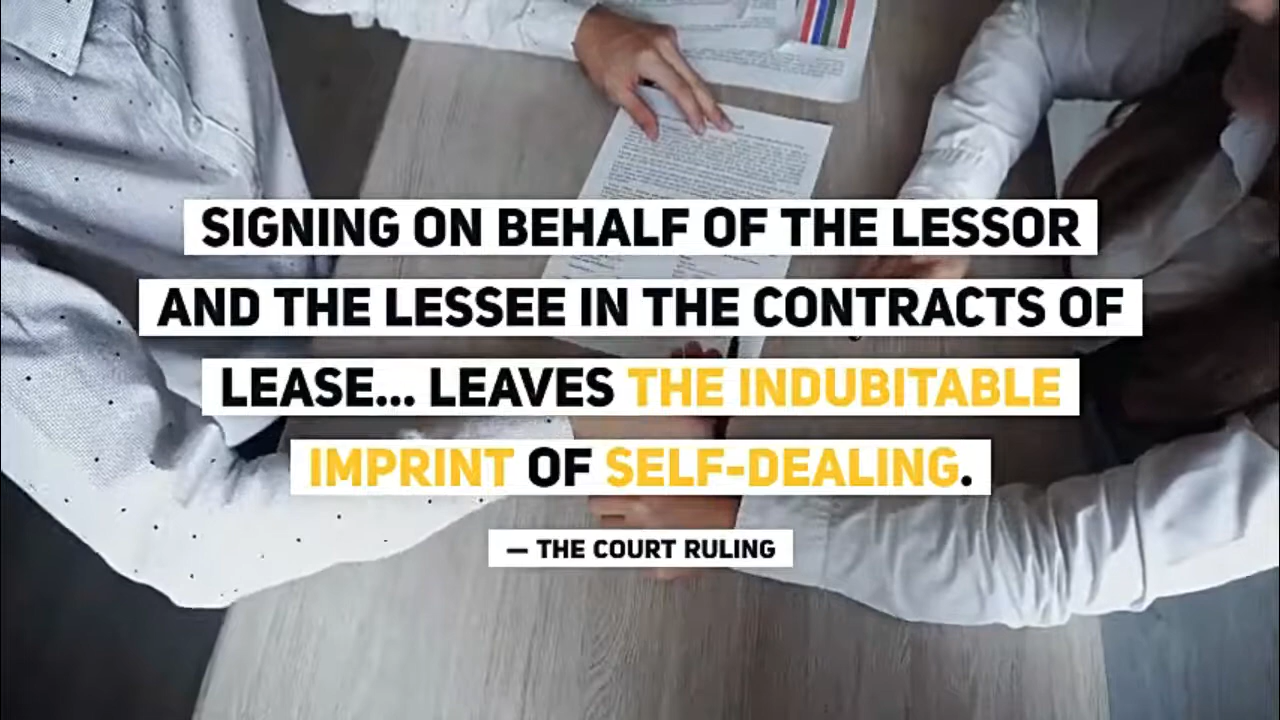 SIGNING ON BEHALF OF THE LESSOR
AND THE LESSEE IN THE CONTRACTS OF
LEASE... LEAVES THE INDUBITABLE
IMPRINT OF SELF-DEALING.
— THE COURT RULING